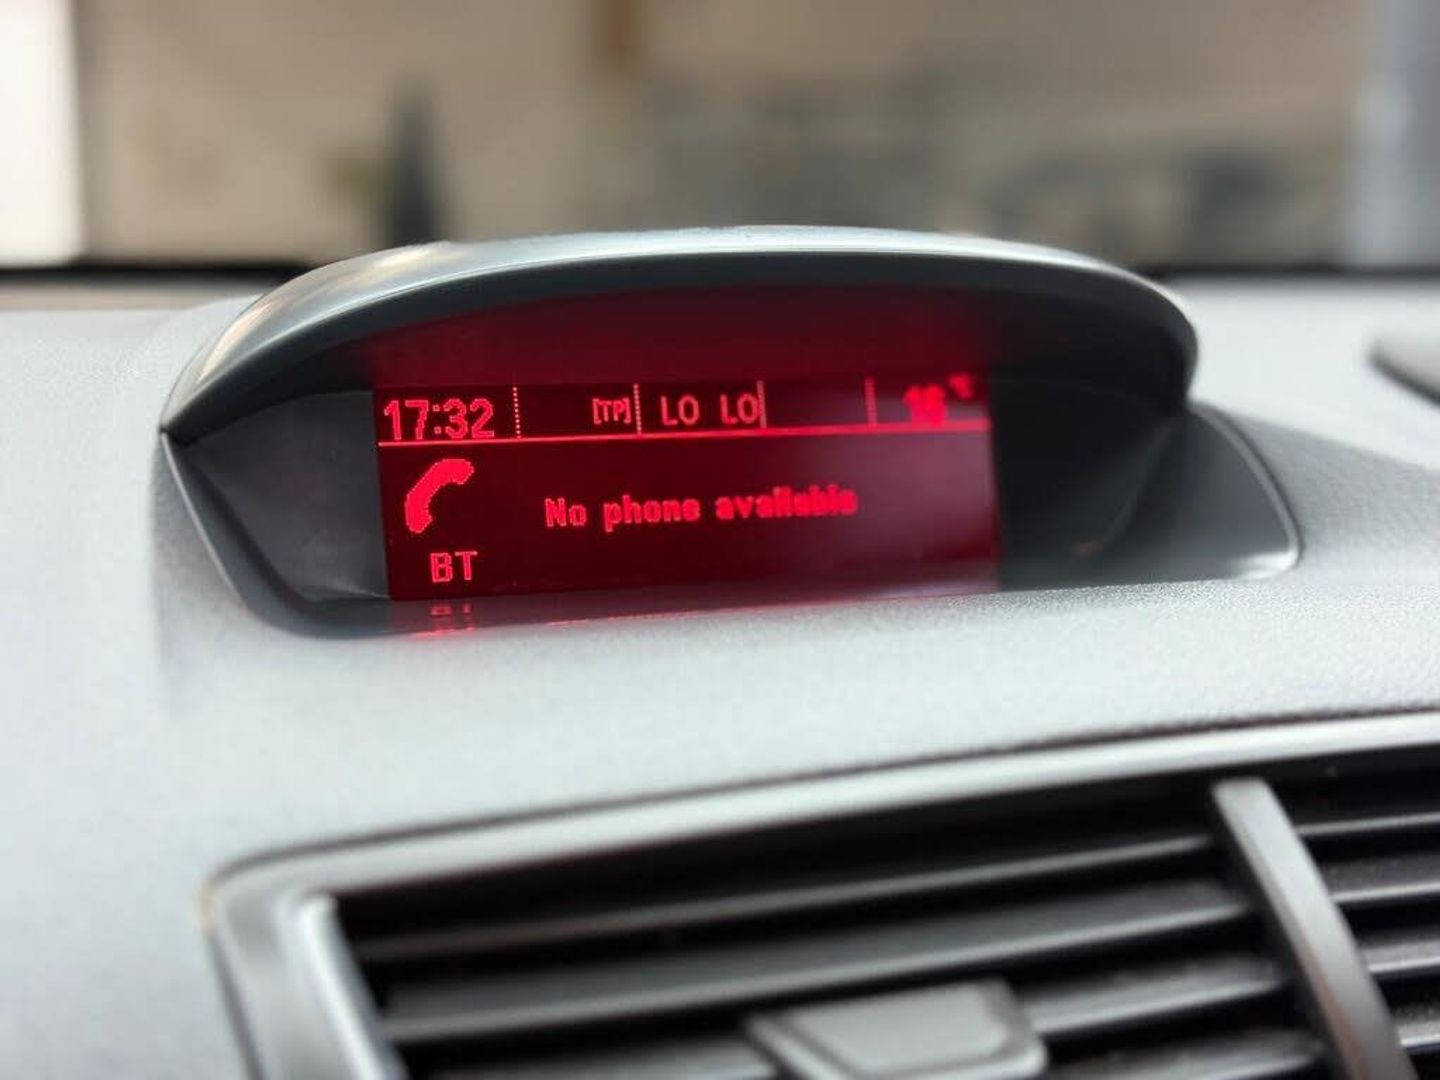 17:32 [TP] LO LO
No phone available
BT